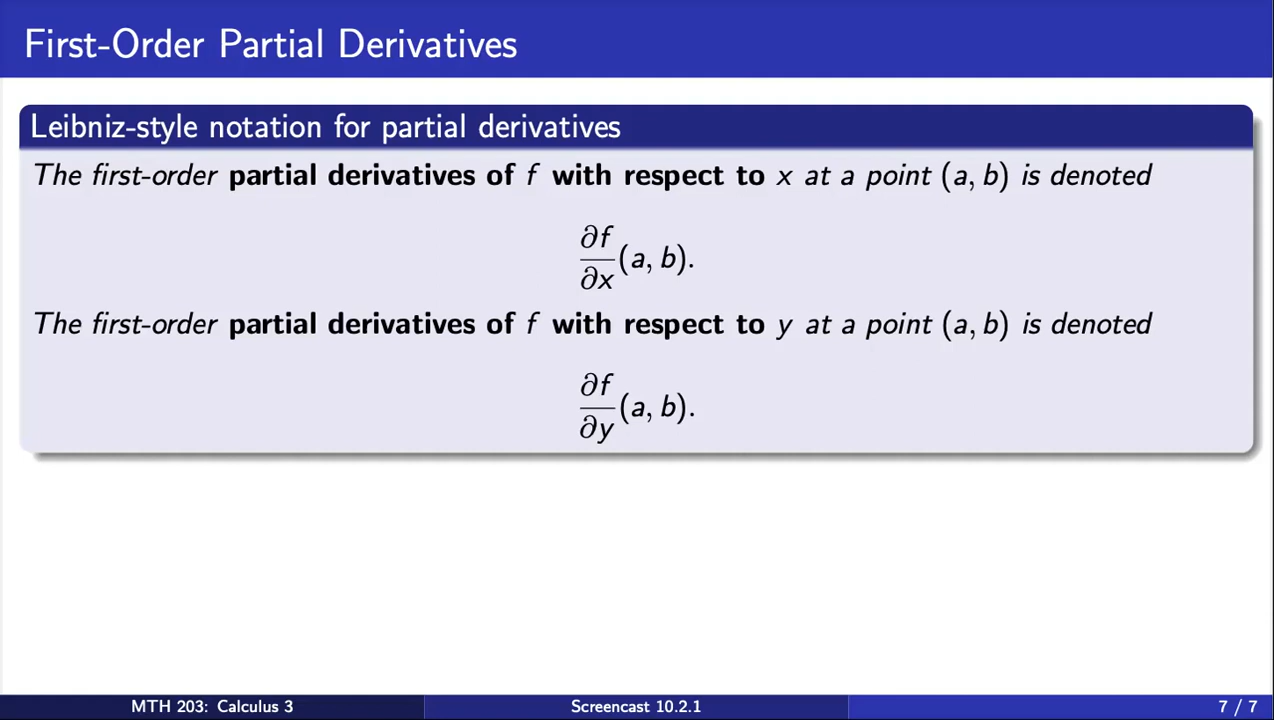 First-Order Partial Derivatives
Leibniz-style notation for partial derivatives
The first-order partial derivatives of f with respect to x at a point (a, b) is denoted
∂f/∂x (a, b).
The first-order partial derivatives of f with respect to y at a point (a, b) is denoted
∂f/∂y (a, b).
MTH 203: Calculus 3 Screencast 10.2.1 7 / 7